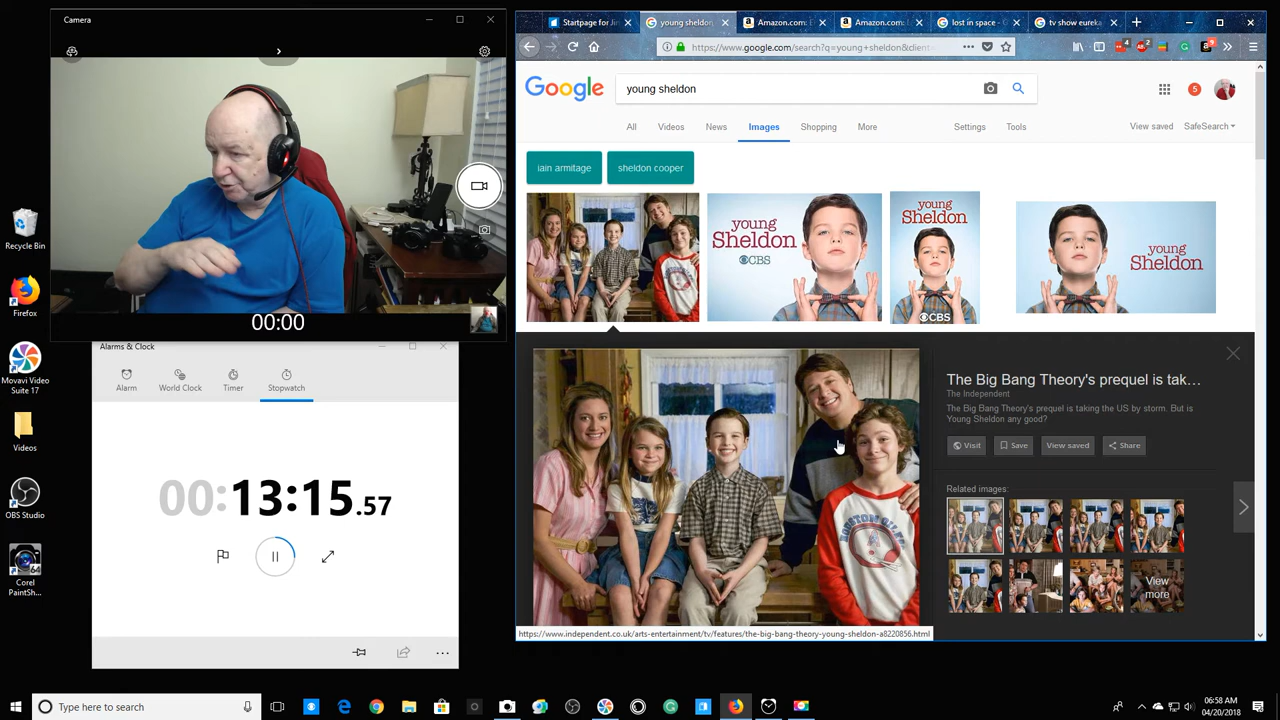 Camera
00:00
Recycle Bin
Firefox
Movavi Video
Suite 17
Videos
OBS Studio
Corel
PaintSh...
Alarms & Clock
Alarm
World Clock
Timer
Stopwatch
00:13:15.57
Startpage for Ji
young sheldon
Amazon.com: E
Amazon.com: L
lost in space - G
tv show eureka
https://www.google.com/search?q=young+sheldon&client
4
2
9
Google
young sheldon
5
All
Videos
News
Images
Shopping
More
Settings
Tools
View saved
SafeSearch
iain armitage
sheldon cooper
young
Sheldon
CBS
young
Sheldon
CBS
young
Sheldon
HOUSTON
The Big Bang Theory's prequel is tak...
The Independent
The Big Bang Theory's prequel is taking the US by storm. But is
Young Sheldon any good?
Visit
Save
View saved
Share
Related images:
View
more
https://www.independent.co.uk/arts-entertainment/tv/features/the-big-bang-theory-young-sheldon-a8220856.html
Type here to search
06:58 AM
04/20/2018